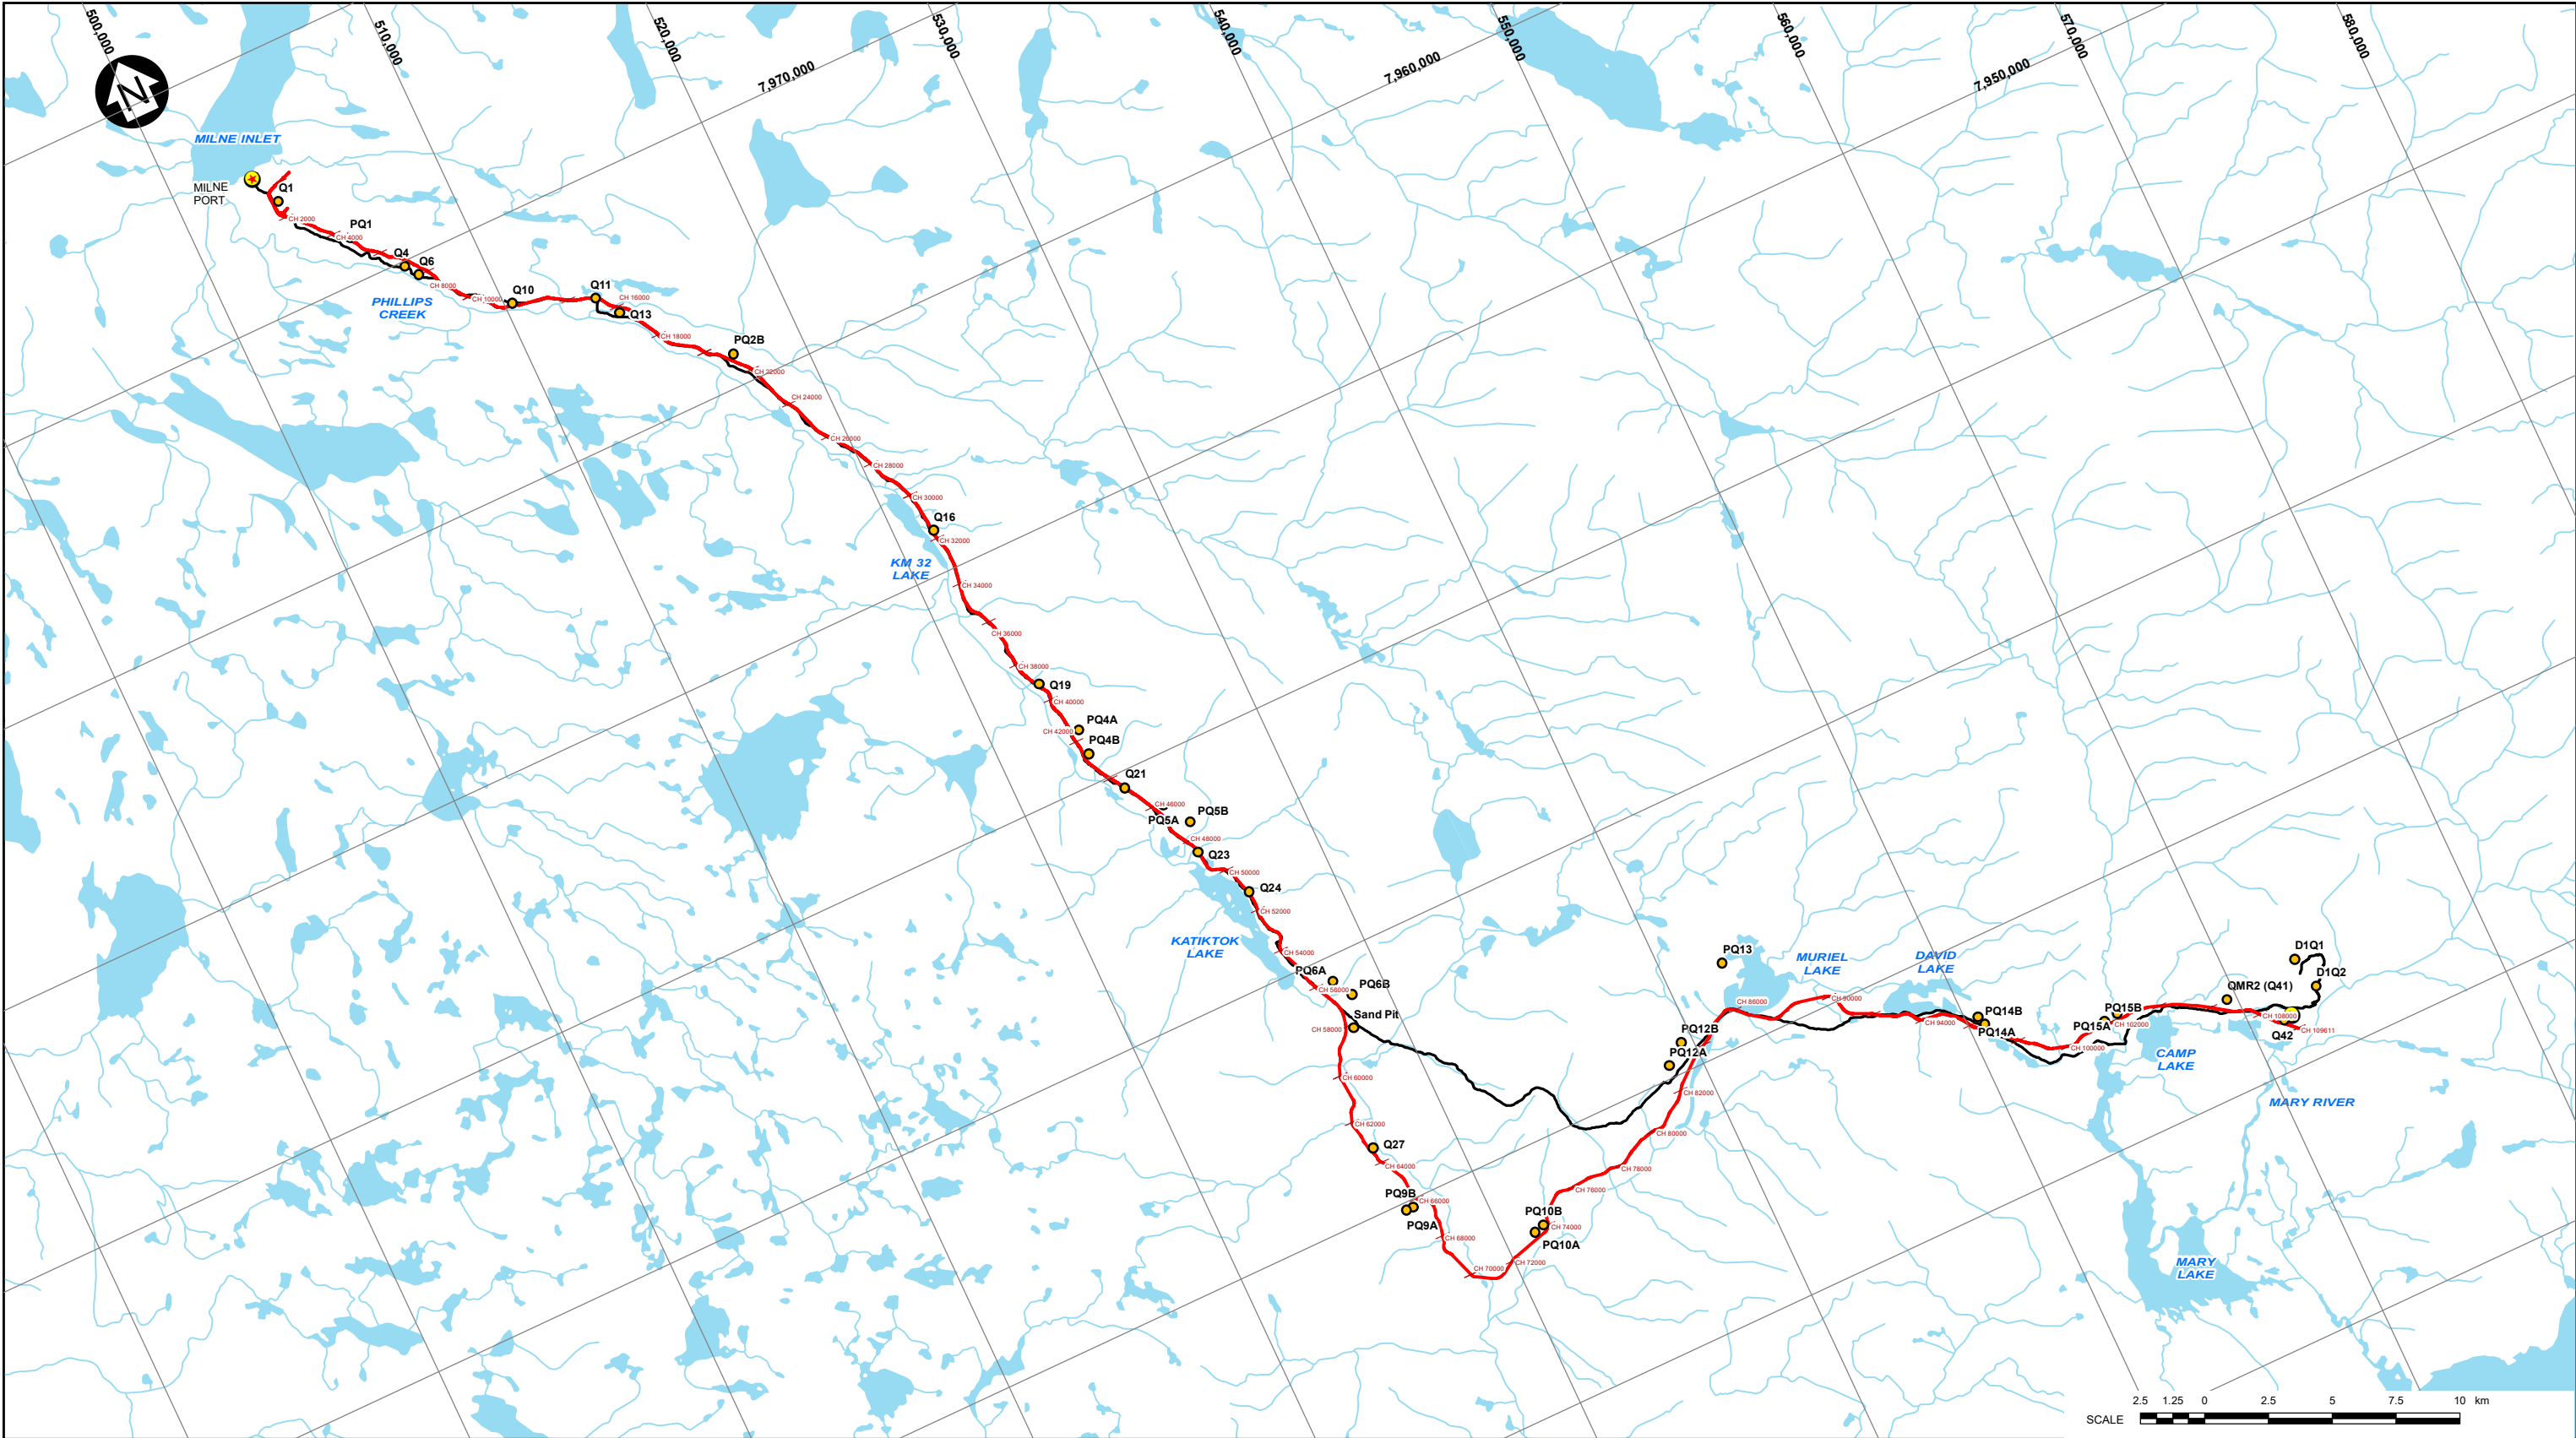 500,000
510,000
520,000
530,000
540,000
550,000
560,000
570,000
580,000
7,970,000
7,960,000
7,950,000
N
MILNE INLET
MILNE
PORT
Q1
CH 2000
PQ1
CH 4000
Q4
Q6
CH 8000
PHILLIPS
CREEK
CH 10000
Q10
Q11
CH 16000
Q13
CH 18000
PQ2B
CH 22000
CH 24000
CH 26000
CH 28000
CH 30000
Q16
CH 32000
KM 32
LAKE
CH 34000
CH 36000
CH 38000
Q19
CH 40000
PQ4A
CH 42000
PQ4B
Q21
CH 46000
PQ5A
PQ5B
CH 48000
Q23
CH 50000
Q24
CH 52000
KATIKTOK
LAKE
CH 54000
PQ6A
CH 56000
PQ6B
Sand Pit
CH 58000
CH 60000
CH 62000
Q27
CH 64000
PQ9B
CH 66000
PQ9A
CH 68000
CH 70000
CH 72000
PQ10B
CH 74000
PQ10A
CH 76000
CH 78000
CH 80000
CH 82000
PQ12B
PQ12A
PQ13
CH 86000
MURIEL
LAKE
CH 90000
DAVID
LAKE
CH 94000
PQ14B
PQ14A
CH 100000
PQ15A
PQ15B
CH 102000
CAMP
LAKE
QMR2 (Q41)
D1Q1
D1Q2
CH 108000
Q42
CH 109611
MARY RIVER
MARY
LAKE
2.5 1.25 0 2.5 5 7.5 10 km
SCALE